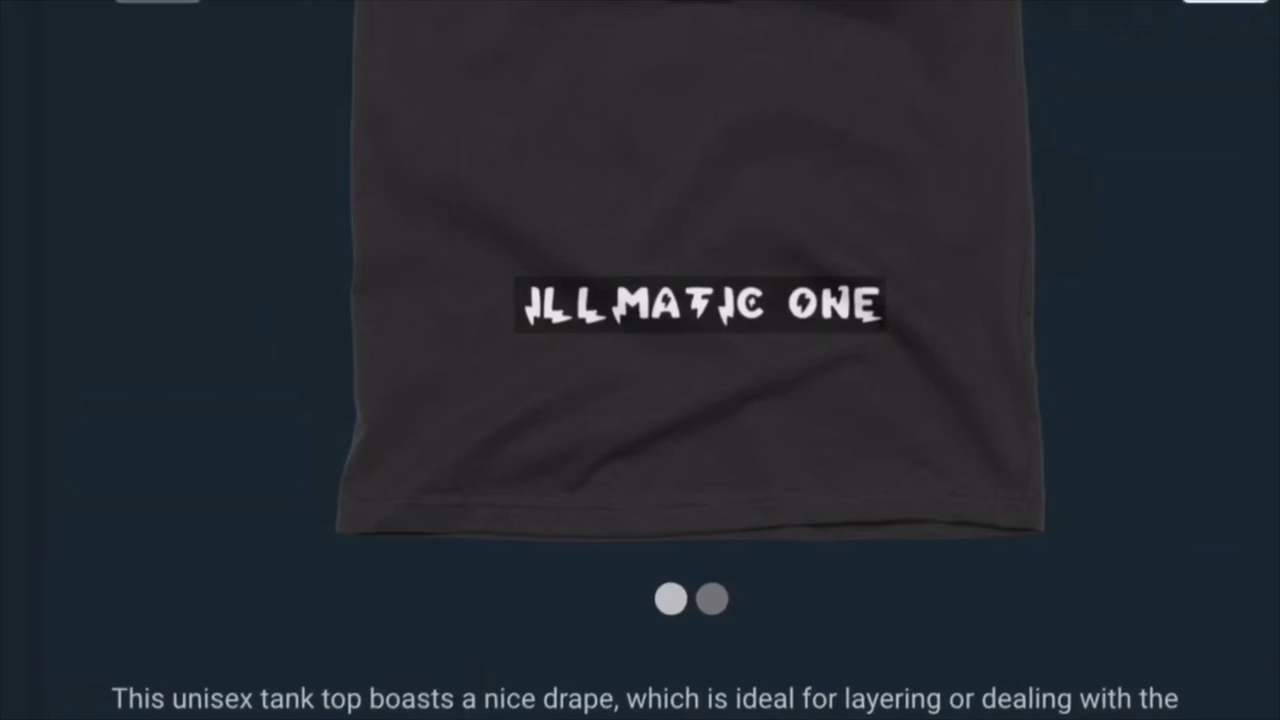 ILLMATIC ONE
This unisex tank top boasts a nice drape, which is ideal for layering or dealing with the